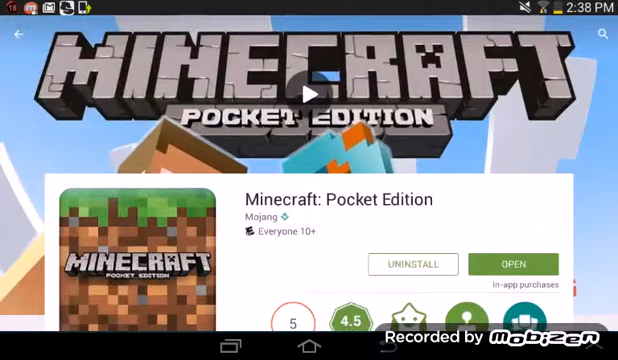 18
2:38 PM
MINECRAFT
POCKET EDITION
Minecraft: Pocket Edition
Mojang
Everyone 10+
MINECRAFT
POCKET EDITION
UNINSTALL
OPEN
In-app purchases
5
4.5
Recorded by
Mobizen